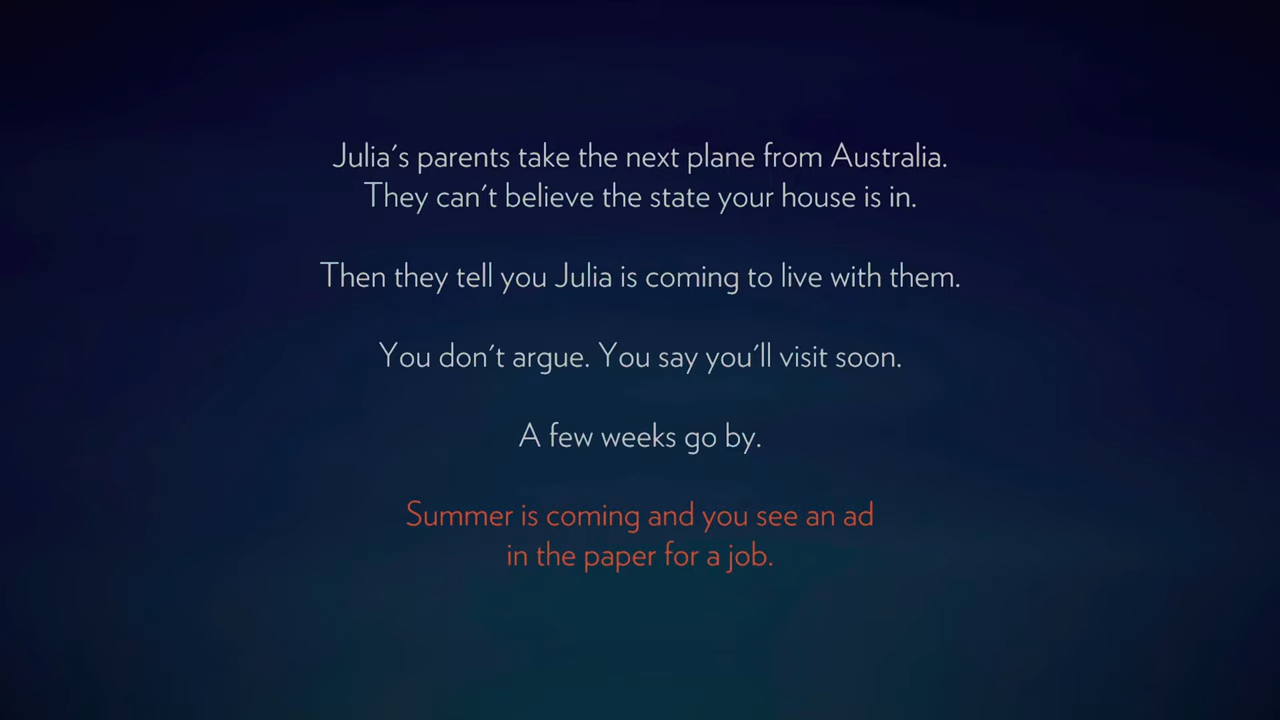 Julia's parents take the next plane from Australia.
They can't believe the state your house is in.
Then they tell you Julia is coming to live with them.
You don't argue. You say you'll visit soon.
A few weeks go by.
Summer is coming and you see an ad
in the paper for a job.